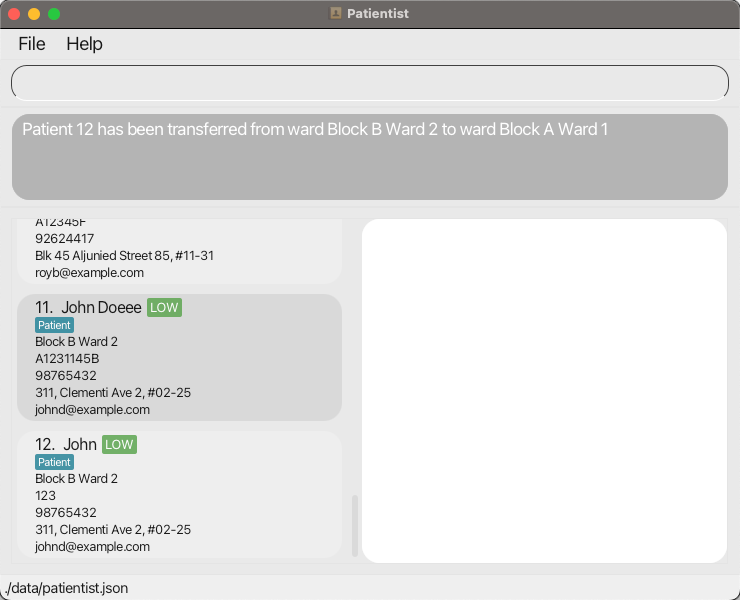 Patientist
File Help
Patient 12 has been transferred from ward Block B Ward 2 to ward Block A Ward 1
A12345F
92624417
Blk 45 Aljunied Street 85, #11-31
royb@example.com
11. John Doeee LOW
Patient
Block B Ward 2
A1231145B
98765432
311, Clementi Ave 2, #02-25
johnd@example.com
12. John LOW
Patient
Block B Ward 2
123
98765432
311, Clementi Ave 2, #02-25
johnd@example.com
./data/patientist.json